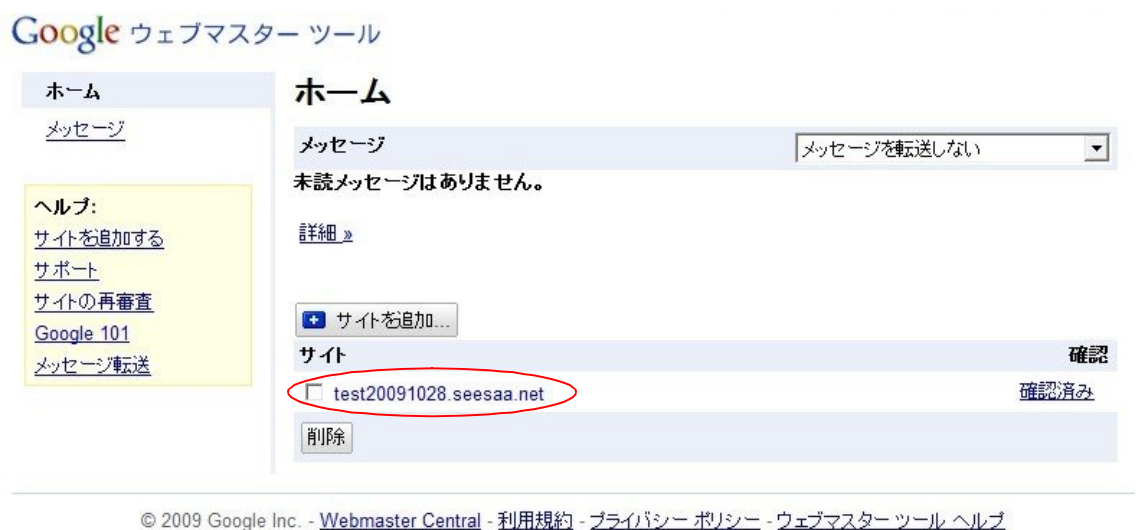 Google ウェブマスター ツール
ホーム
メッセージ
ヘルプ:
サイトを追加する
サポート
サイトの再審査
Google 101
メッセージ転送
ホーム
メッセージ メッセージを転送しない
未読メッセージはありません。
詳細 »
サイトを追加...
サイト 確認
test20091028.seesaa.net 確認済み
削除
© 2009 Google Inc. - Webmaster Central - 利用規約 - プライバシー ポリシー - ウェブマスター ツール ヘルプ